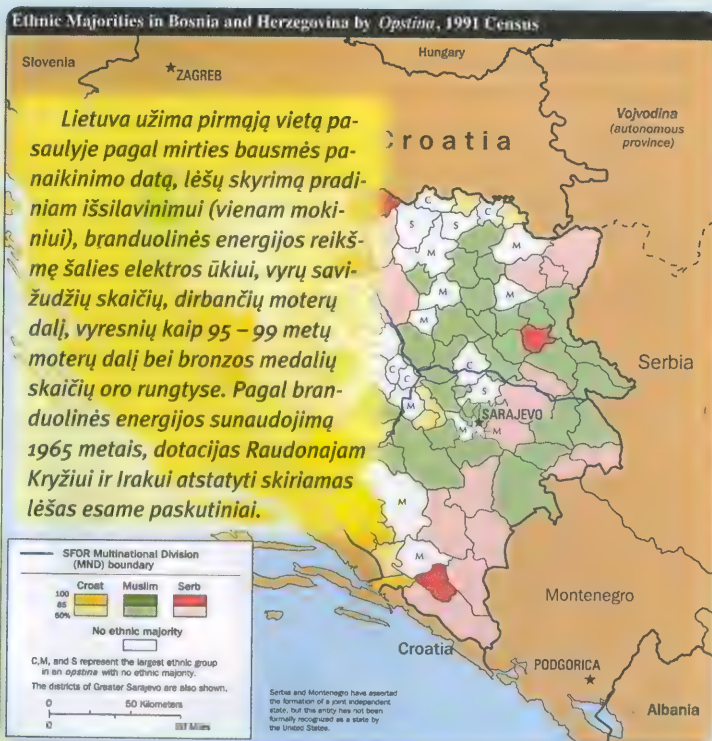 Ethnic Majorities in Bosnia and Herzegovina by Opstina, 1991 Census
Slovenia
ZAGREB
Hungary
Vojvodina
(autonomous
province)
Croatia
Lietuva užima pirmąją vietą pa-
saulyje pagal mirties bausmės pa-
naikinimo datą, lėšų skyrimą pradi-
niam išsilavinimui (vienam moki-
niui), branduolinės energijos reikš-
mę šalies elektros ūkiui, vyrų savi-
žudžių skaičių, dirbančių moterų
dalį, vyresnių kaip 95 – 99 metų
moterų dalį bei bronzos medalių
skaičių oro rungtyse. Pagal bran-
duolinės energijos sunaudojimą
1965 metais, dotacijas Raudonajam
Kryžiui ir Irakui atstatyti skiriamas
lėšas esame paskutiniai.
C
C
S
S
M
M
M
M
M
C
C
C
S
M
SARAJEVO
M
M
M
M
Serbia
Montenegro
Croatia
PODGORICA
Albania
SFOR Multinational Division
(MND) boundary
Croat Muslim Serb
100
85
50%
No ethnic majority
C,M, and S represent the largest ethnic group
in an opstina with no ethnic majority.
The districts of Greater Sarajevo are also shown.
0 50 Kilometers
0 Miles
Serbia and Montenegro have asserted
the formation of a joint independent
state, but this entity has not been
formally recognized as a state by
the United States.